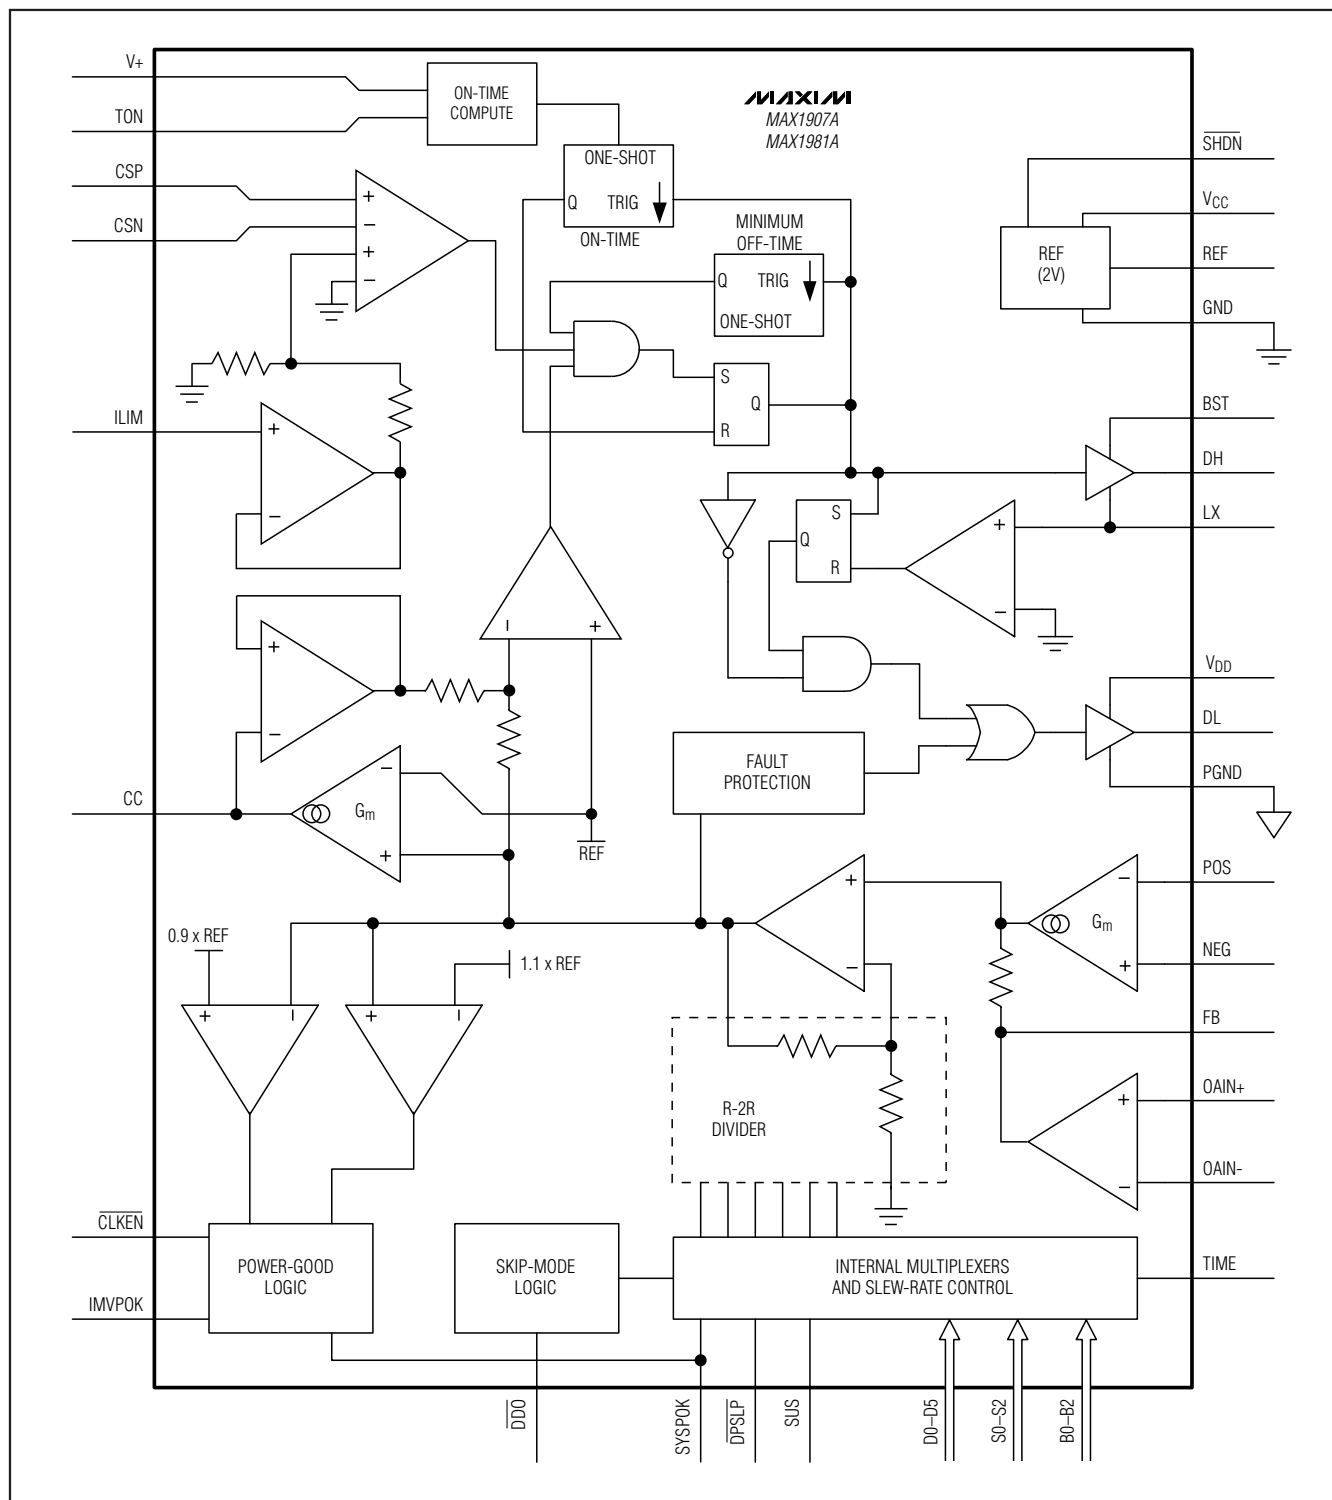 V+
TON
CSP
CSN
ILIM
CC
CLKEN
IMVPOK
ON-TIME
COMPUTE
MAXIM
MAX1907A
MAX1981A
ONE-SHOT
Q TRIG
ON-TIME
MINIMUM
OFF-TIME
Q TRIG
ONE-SHOT
+
−
+
−
S
Q
R
+
−
S
Q
R
+
−
− +
+
−
−
Gm
+
REF
REF
(2V)
SHDN
VCC
REF
GND
BST
DH
LX
VDD
DL
PGND
POS
NEG
FB
OAIN+
OAIN-
TIME
FAULT
PROTECTION
+
−
−
Gm
+
+
−
0.9 x REF
1.1 x REF
+ −
+ −
R-2R
DIVIDER
POWER-GOOD
LOGIC
SKIP-MODE
LOGIC
INTERNAL MULTIPLEXERS
AND SLEW-RATE CONTROL
DDO
SYSPOK
DPSLP
SUS
D0–D5
S0–S2
B0–B2